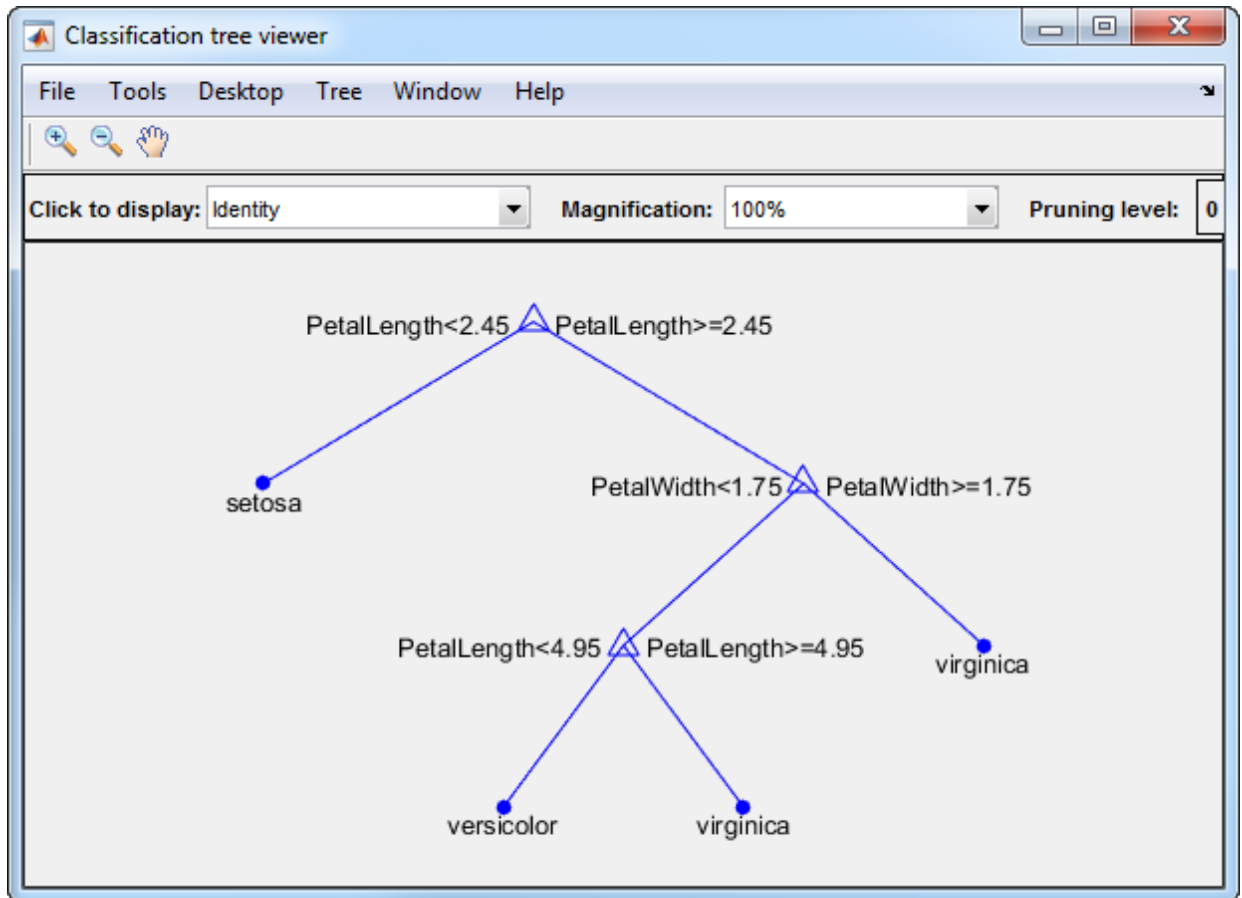 Classification tree viewer
File Tools Desktop Tree Window Help
Click to display: Identity Magnification: 100% Pruning level: 0
PetalLength<2.45 PetalLength>=2.45
setosa
PetalWidth<1.75 PetalWidth>=1.75
PetalLength<4.95 PetalLength>=4.95
virginica
versicolor
virginica